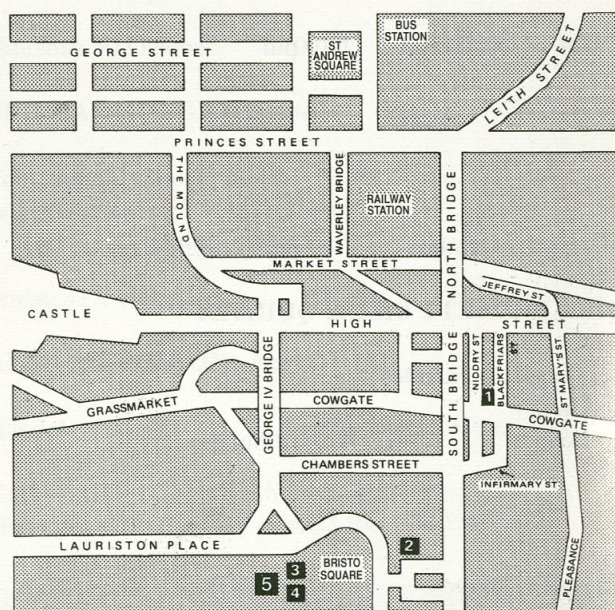 BUS
STATION
GEORGE STREET
ST
ANDREW
SQUARE
LEITH STREET
PRINCES STREET
THE MOUND
WAVERLEY BRIDGE
RAILWAY
STATION
NORTH BRIDGE
MARKET STREET
JEFFREY ST
CASTLE
HIGH STREET
GEORGE IV BRIDGE
SOUTH BRIDGE
NIDDRY ST
BLACKFRIARS
ST
ST MARY'S ST
1
GRASSMARKET
COWGATE
COWGATE
CHAMBERS STREET
INFIRMARY ST.
LAURISTON PLACE
2
BRISTO
SQUARE
3
5
4
PLEASANCE